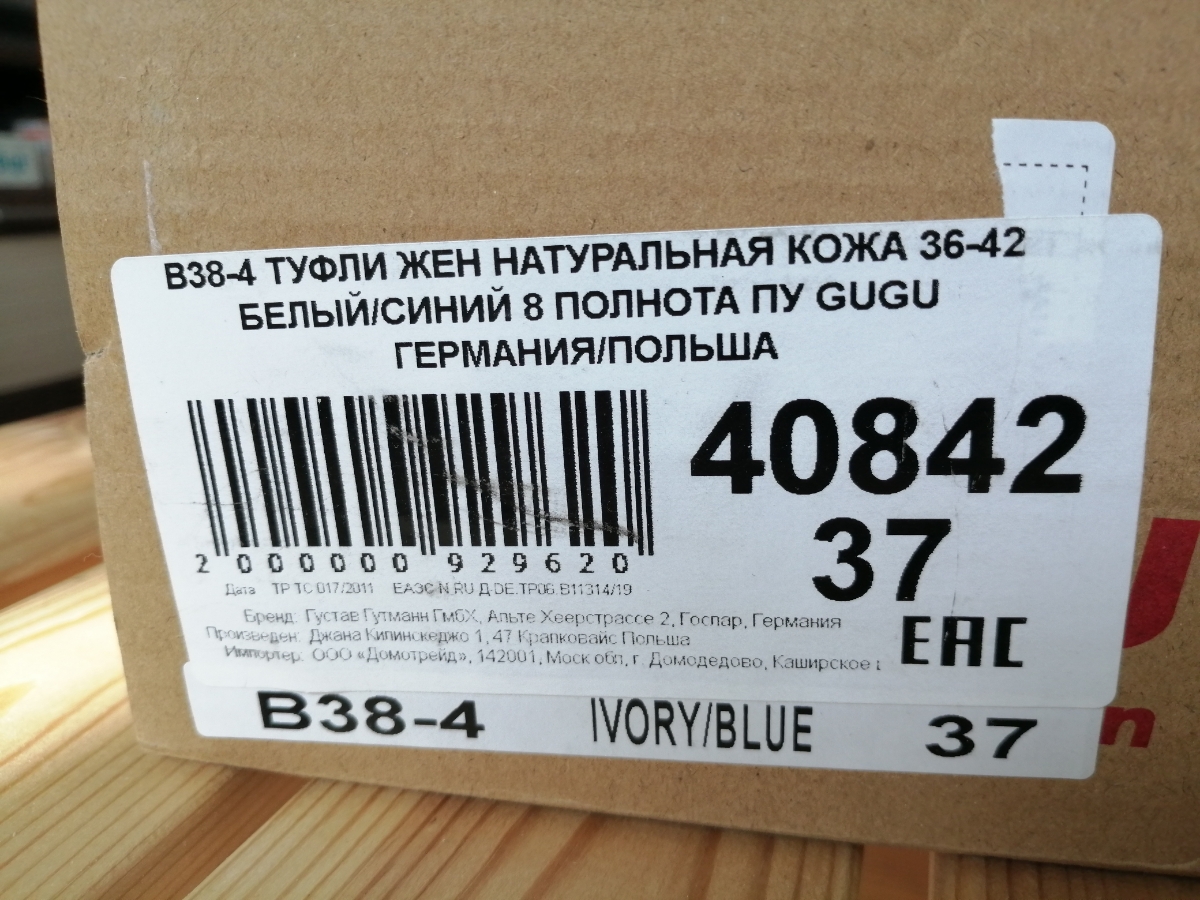 B38-4 ТУФЛИ ЖЕН НАТУРАЛЬНАЯ КОЖА 36-42
БЕЛЫЙ/СИНИЙ 8 ПОЛНОТА ПУ GUGU
ГЕРМАНИЯ/ПОЛЬША
40842
37
2 000000 929620
Дата ТР ТС 017/2011 ЕАЭС N RU Д-DE.ТР06.В11314/19
Бренд: Густав Гутманн ГмбХ, Альте Хеерстрассе 2, Госпар, Германия
Произведен: Джана Килинскеджо 1, 47 Крапковайс Польша
Импортер: ООО «Домотрейд», 142001, Моск обл, г. Домодедово, Каширское
EAC
B38-4 IVORY/BLUE 37